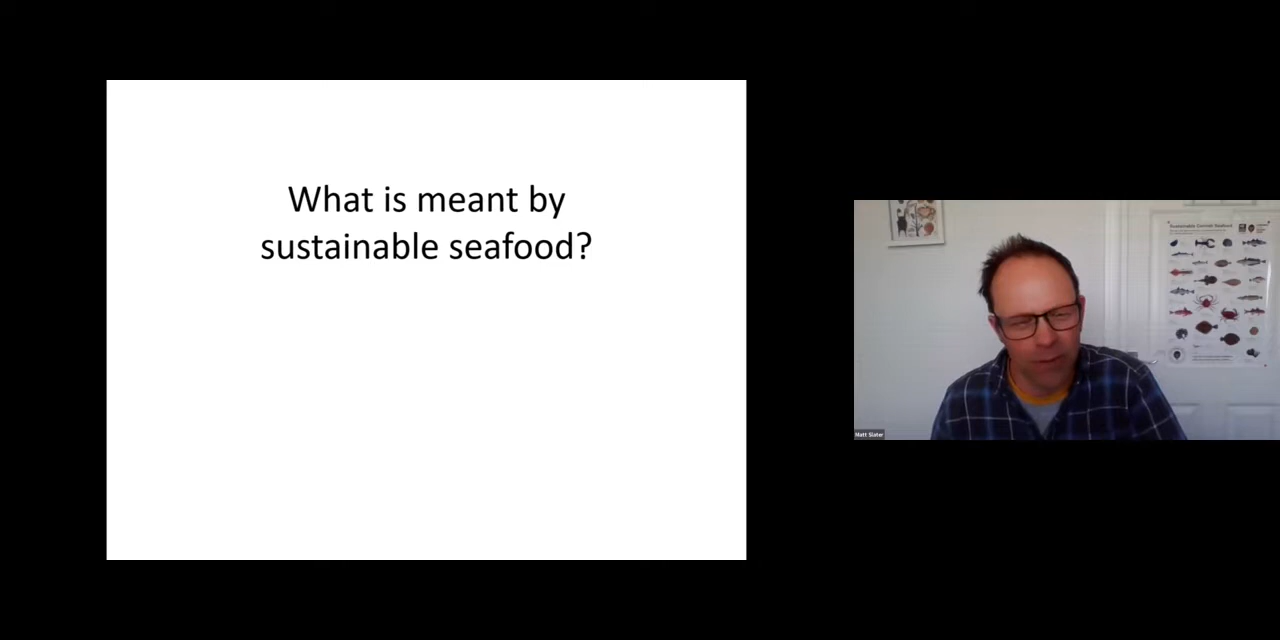 What is meant by
sustainable seafood?
Sustainable Cornish Seafood
Matt Slater